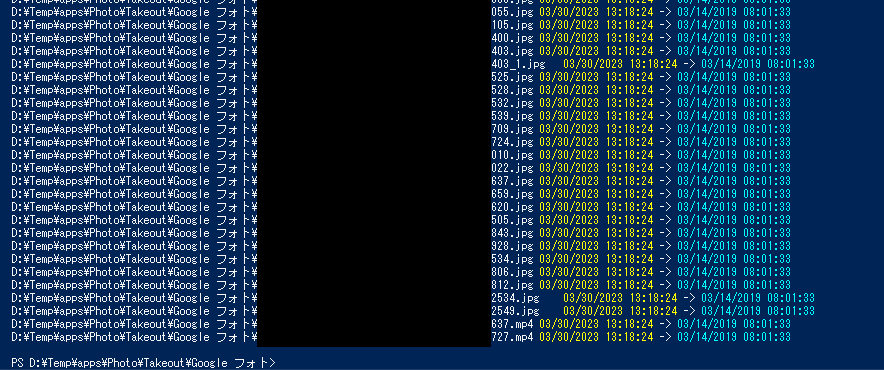 D:¥Temp¥apps¥Photo¥Takeout¥Google フォト¥ 055.jpg 03/30/2023 13:18:24 -> 03/14/2019 08:01:33
D:¥Temp¥apps¥Photo¥Takeout¥Google フォト¥ 105.jpg 03/30/2023 13:18:24 -> 03/14/2019 08:01:33
D:¥Temp¥apps¥Photo¥Takeout¥Google フォト¥ 400.jpg 03/30/2023 13:18:24 -> 03/14/2019 08:01:33
D:¥Temp¥apps¥Photo¥Takeout¥Google フォト¥ 403.jpg 03/30/2023 13:18:24 -> 03/14/2019 08:01:33
D:¥Temp¥apps¥Photo¥Takeout¥Google フォト¥ 403_1.jpg 03/30/2023 13:18:24 -> 03/14/2019 08:01:33
D:¥Temp¥apps¥Photo¥Takeout¥Google フォト¥ 525.jpg 03/30/2023 13:18:24 -> 03/14/2019 08:01:33
D:¥Temp¥apps¥Photo¥Takeout¥Google フォト¥ 528.jpg 03/30/2023 13:18:24 -> 03/14/2019 08:01:33
D:¥Temp¥apps¥Photo¥Takeout¥Google フォト¥ 532.jpg 03/30/2023 13:18:24 -> 03/14/2019 08:01:33
D:¥Temp¥apps¥Photo¥Takeout¥Google フォト¥ 539.jpg 03/30/2023 13:18:24 -> 03/14/2019 08:01:33
D:¥Temp¥apps¥Photo¥Takeout¥Google フォト¥ 709.jpg 03/30/2023 13:18:24 -> 03/14/2019 08:01:33
D:¥Temp¥apps¥Photo¥Takeout¥Google フォト¥ 724.jpg 03/30/2023 13:18:24 -> 03/14/2019 08:01:33
D:¥Temp¥apps¥Photo¥Takeout¥Google フォト¥ 010.jpg 03/30/2023 13:18:24 -> 03/14/2019 08:01:33
D:¥Temp¥apps¥Photo¥Takeout¥Google フォト¥ 022.jpg 03/30/2023 13:18:24 -> 03/14/2019 08:01:33
D:¥Temp¥apps¥Photo¥Takeout¥Google フォト¥ 637.jpg 03/30/2023 13:18:24 -> 03/14/2019 08:01:33
D:¥Temp¥apps¥Photo¥Takeout¥Google フォト¥ 659.jpg 03/30/2023 13:18:24 -> 03/14/2019 08:01:33
D:¥Temp¥apps¥Photo¥Takeout¥Google フォト¥ 620.jpg 03/30/2023 13:18:24 -> 03/14/2019 08:01:33
D:¥Temp¥apps¥Photo¥Takeout¥Google フォト¥ 505.jpg 03/30/2023 13:18:24 -> 03/14/2019 08:01:33
D:¥Temp¥apps¥Photo¥Takeout¥Google フォト¥ 843.jpg 03/30/2023 13:18:24 -> 03/14/2019 08:01:33
D:¥Temp¥apps¥Photo¥Takeout¥Google フォト¥ 928.jpg 03/30/2023 13:18:24 -> 03/14/2019 08:01:33
D:¥Temp¥apps¥Photo¥Takeout¥Google フォト¥ 534.jpg 03/30/2023 13:18:24 -> 03/14/2019 08:01:33
D:¥Temp¥apps¥Photo¥Takeout¥Google フォト¥ 806.jpg 03/30/2023 13:18:24 -> 03/14/2019 08:01:33
D:¥Temp¥apps¥Photo¥Takeout¥Google フォト¥ 812.jpg 03/30/2023 13:18:24 -> 03/14/2019 08:01:33
D:¥Temp¥apps¥Photo¥Takeout¥Google フォト¥ 2534.jpg 03/30/2023 13:18:24 -> 03/14/2019 08:01:33
D:¥Temp¥apps¥Photo¥Takeout¥Google フォト¥ 2549.jpg 03/30/2023 13:18:24 -> 03/14/2019 08:01:33
D:¥Temp¥apps¥Photo¥Takeout¥Google フォト¥ 637.mp4 03/30/2023 13:18:24 -> 03/14/2019 08:01:33
D:¥Temp¥apps¥Photo¥Takeout¥Google フォト¥ 727.mp4 03/30/2023 13:18:24 -> 03/14/2019 08:01:33
PS D:¥Temp¥apps¥Photo¥Takeout¥Google フォト>